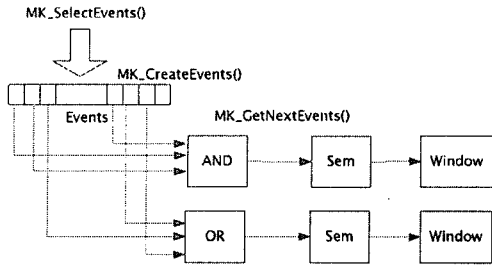 MK_SelectEvents()
MK_CreateEvents()
Events
MK_GetNextEvents()
AND
Sem
Window
OR
Sem
Window